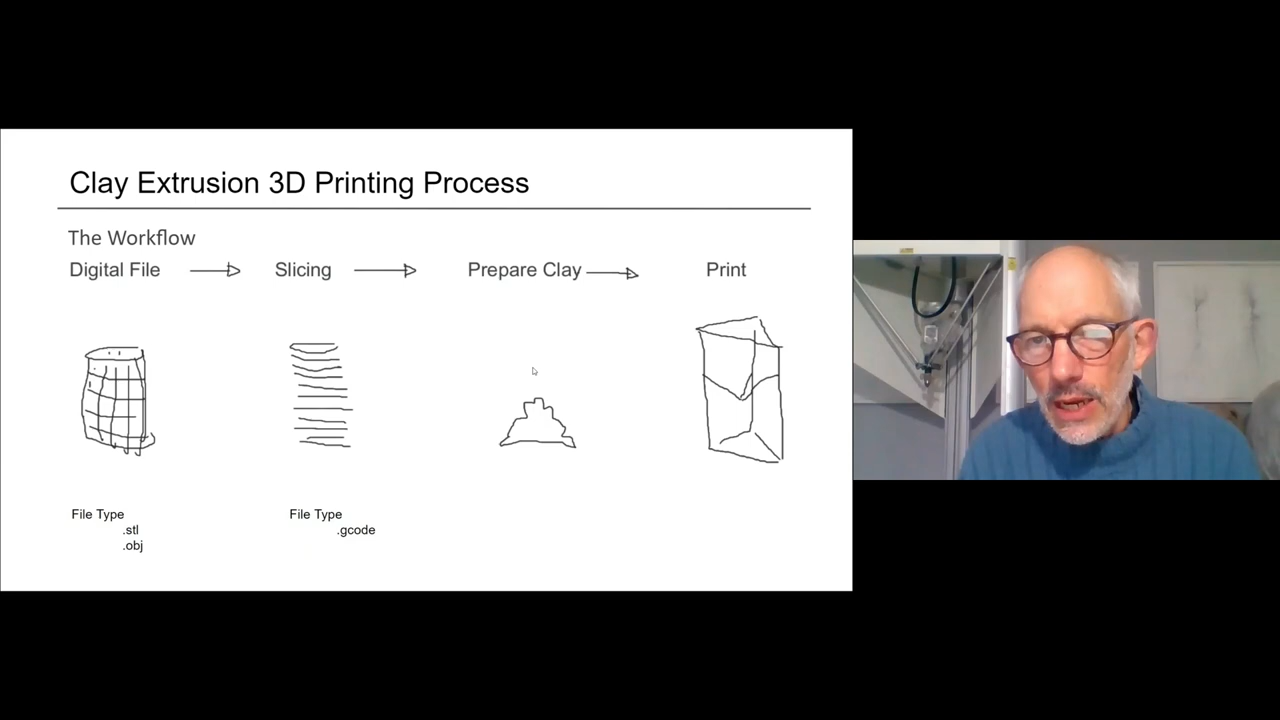 Clay Extrusion 3D Printing Process
The Workflow
Digital File Slicing Prepare Clay Print
File Type File Type
.stl .gcode
.obj